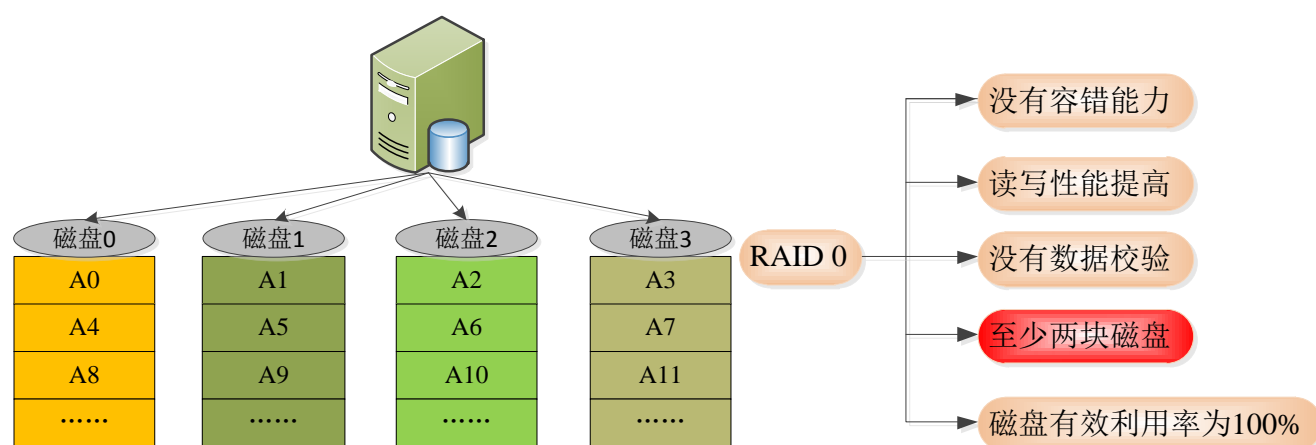 没有容错能力
读写性能提高
磁盘0 磁盘1 磁盘2 磁盘3
RAID 0
没有数据校验
A0 A1 A2 A3
A4 A5 A6 A7
至少两块磁盘
A8 A9 A10 A11
…… …… …… ……
磁盘有效利用率为100%